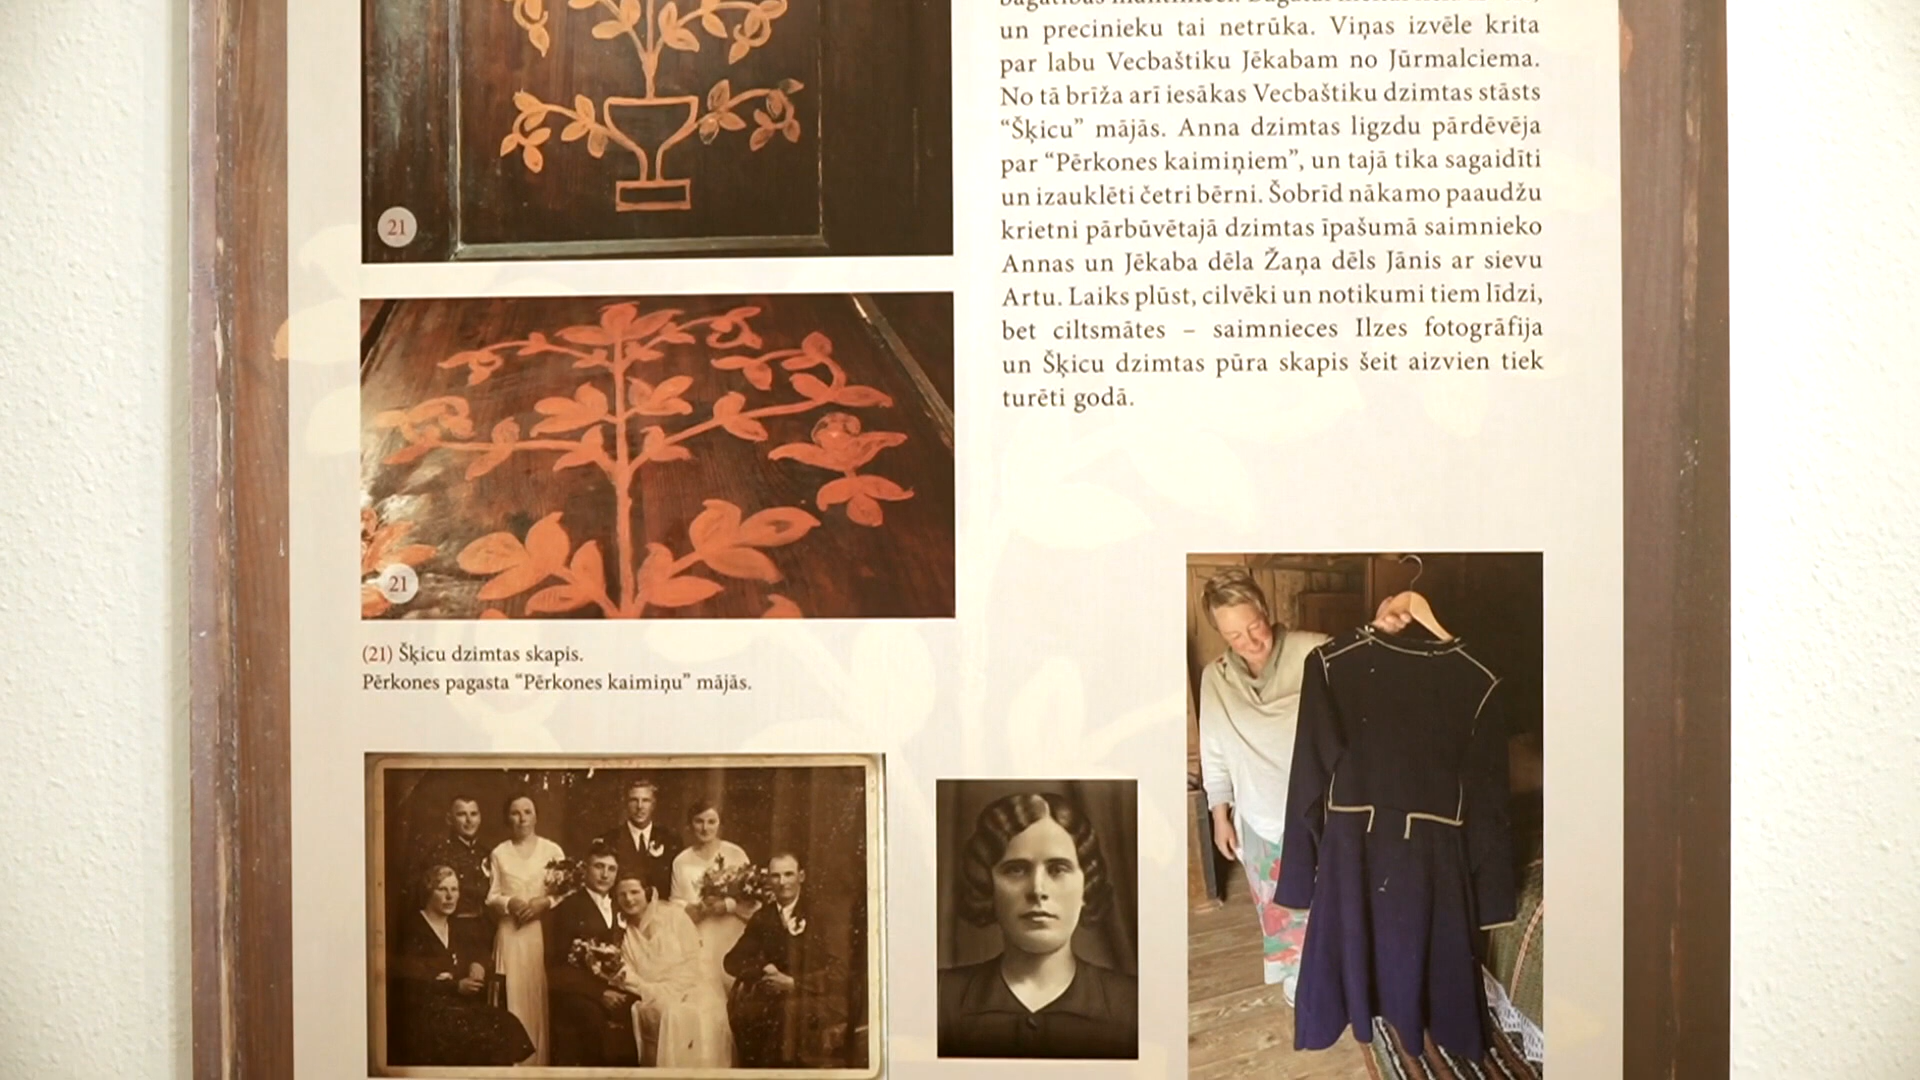 un precinieku tai netrūka. Viņas izvēle krita
par labu Vecbaštiku Jēkabam no Jūrmalciema.
No tā brīža arī iesākas Vecbaštiku dzimtas stāsts
“Šķicu” mājās. Anna dzimtas ligzdu pārdēvēja
par “Pērkones kaimiņiem”, un tajā tika sagaidīti
un izauklēti četri bērni. Šobrīd nākamo paaudžu
krietni pārbūvētajā dzimtas īpašumā saimnieko
Annas un Jēkaba dēla Žaņa dēls Jānis ar sievu
Artu. Laiks plūst, cilvēki un notikumi tiem līdzi,
bet ciltsmātes – saimnieces Ilzes fotogrāfija
un Šķicu dzimtas pūra skapis šeit aizvien tiek
turēti godā.
21
21
(21) Šķicu dzimtas skapis.
Pērkones pagasta “Pērkones kaimiņu” mājās.